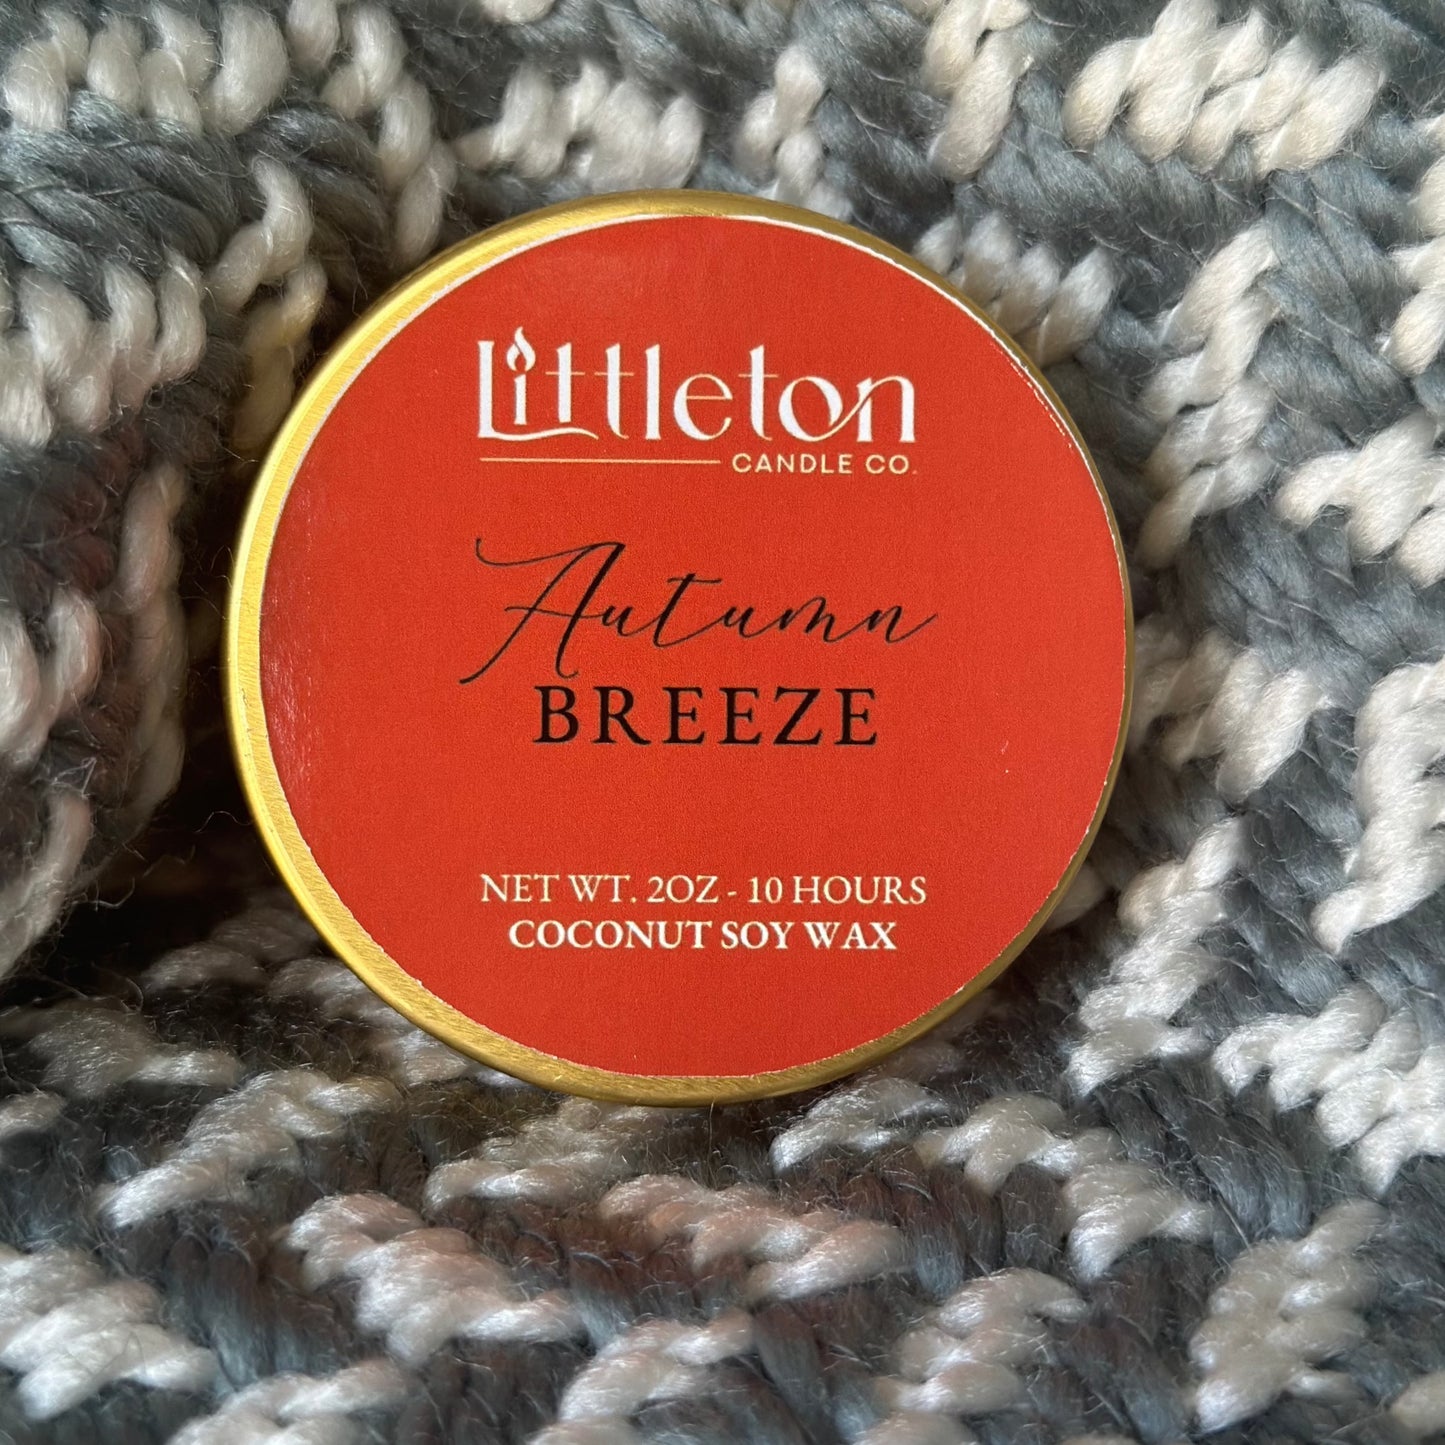 Littleton
CANDLE CO.
Autumn
BREEZE
NET WT. 2OZ - 10 HOURS
COCONUT SOY WAX